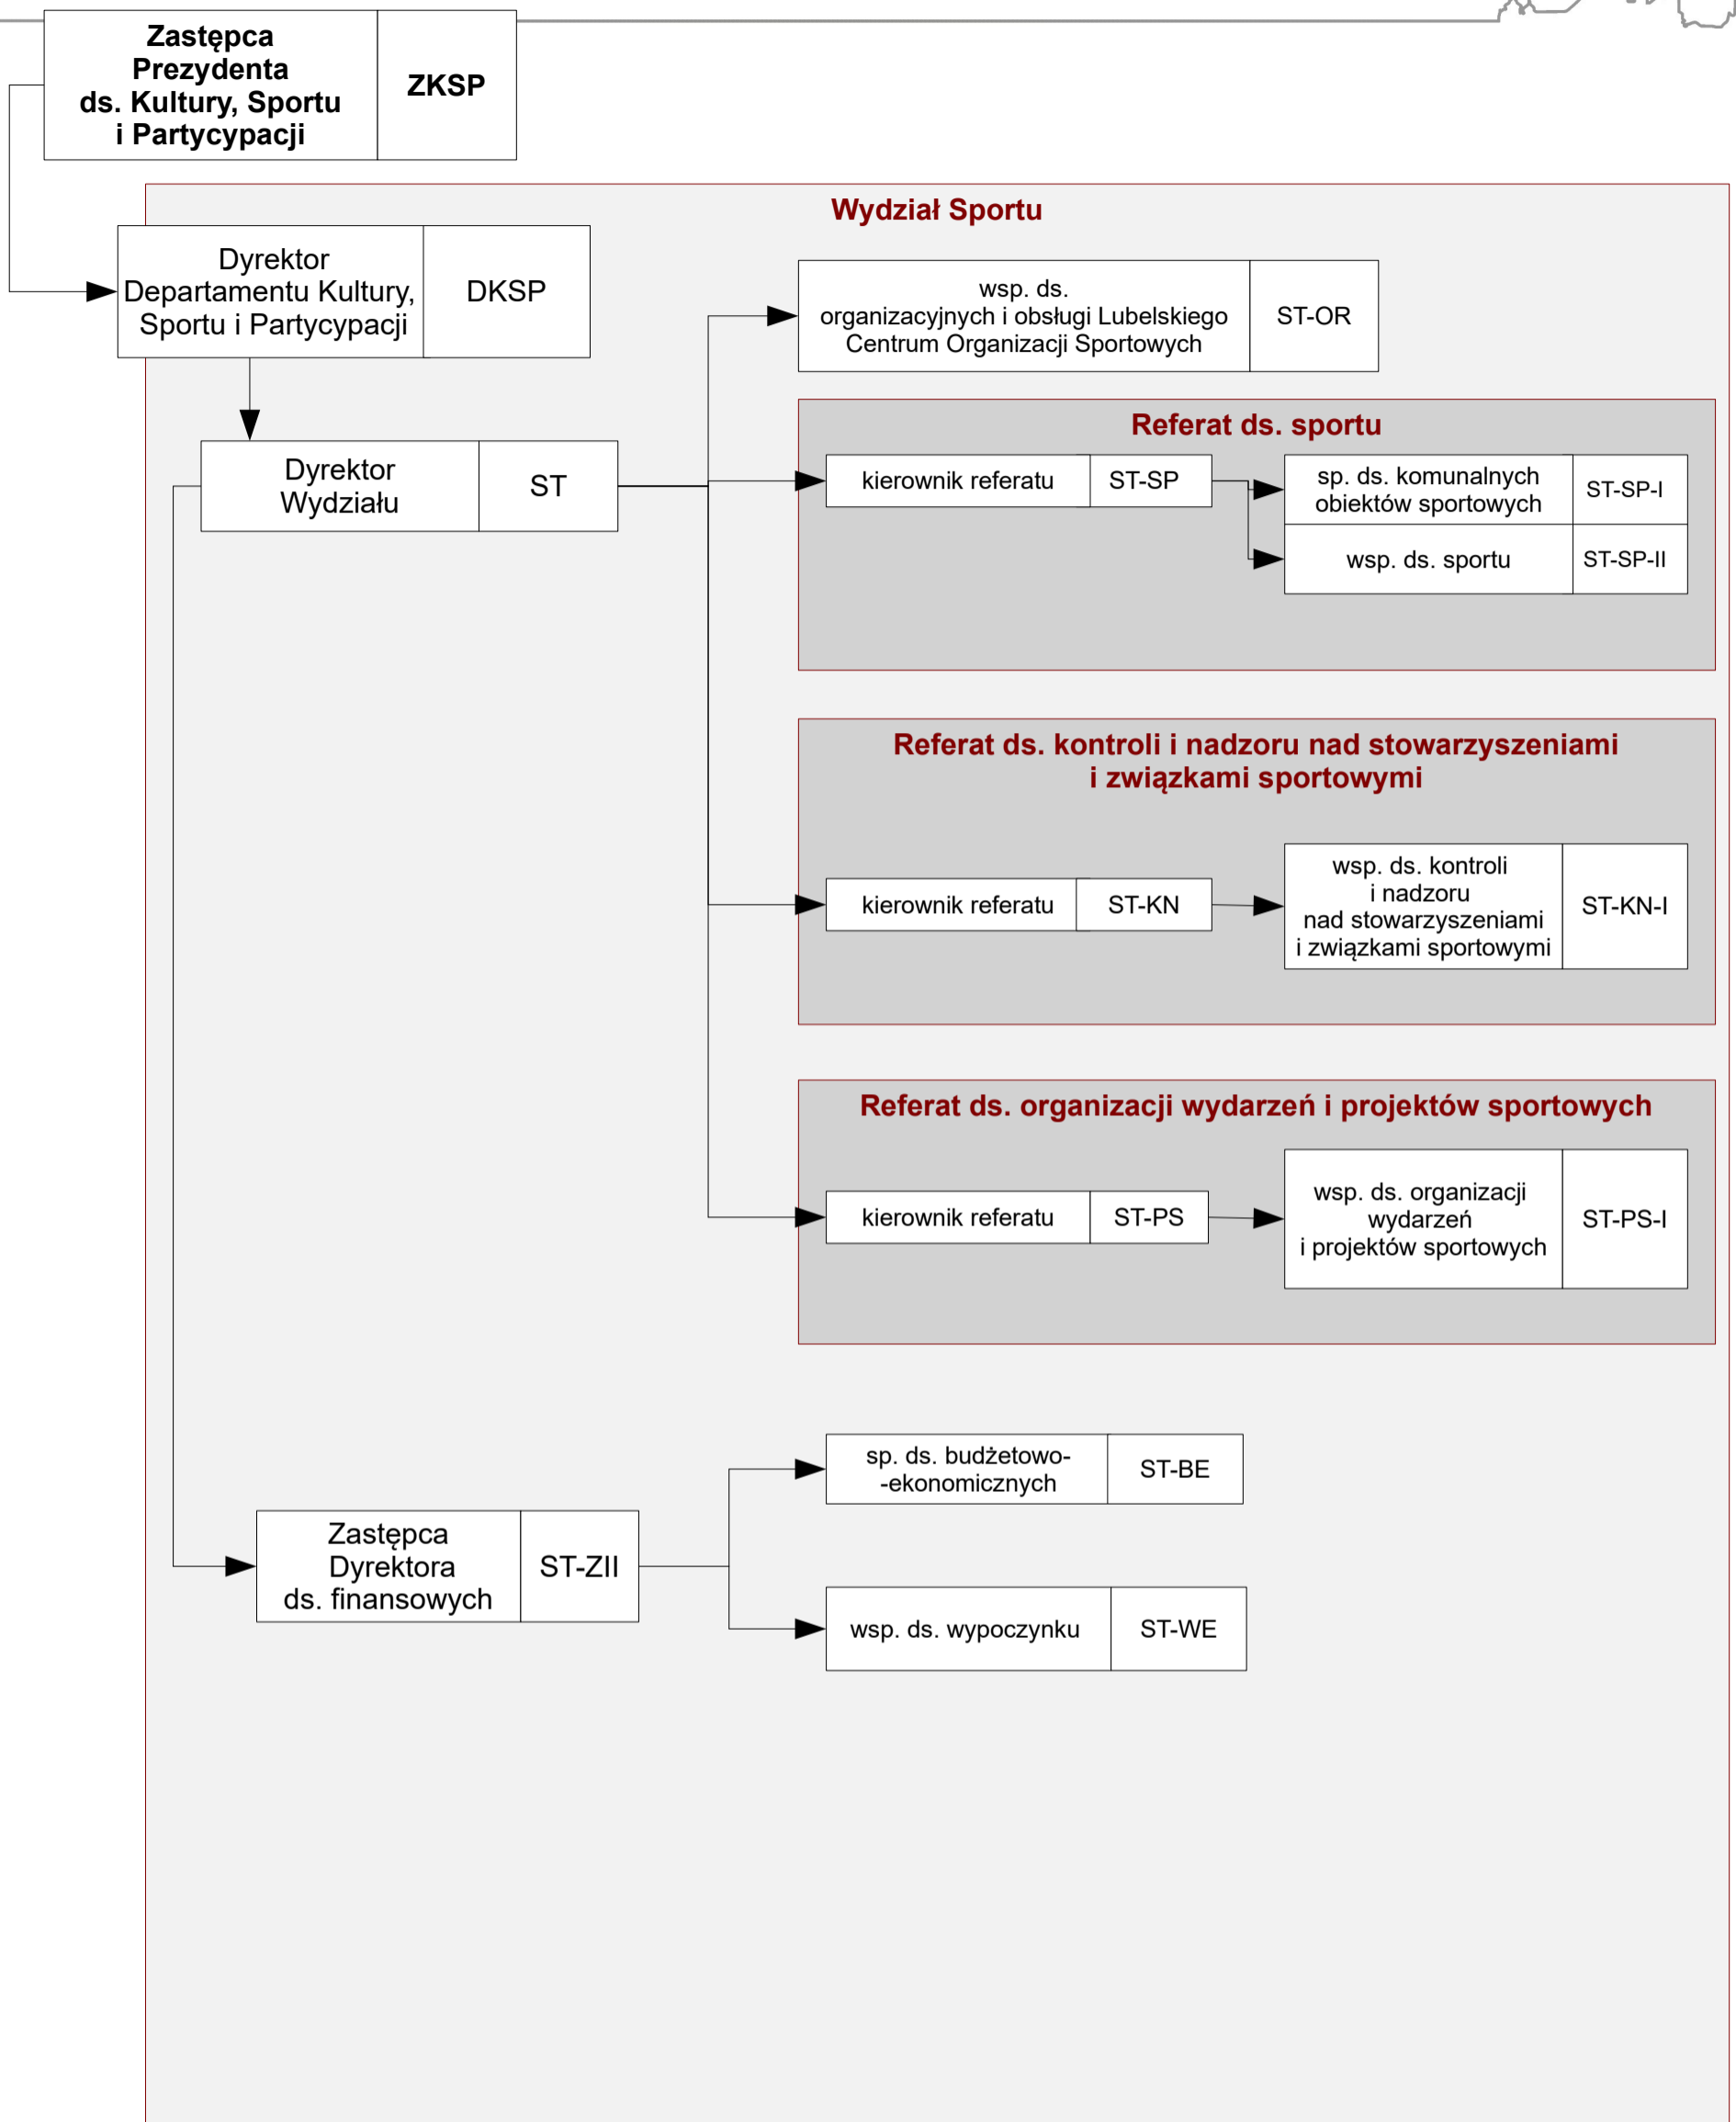 Zastępca
Prezydenta
ds. Kultury, Sportu
i Partycypacji
ZKSP
Wydział Sportu
Dyrektor
Departamentu Kultury,
Sportu i Partycypacji
DKSP
wsp. ds.
organizacyjnych i obsługi Lubelskiego
Centrum Organizacji Sportowych
ST-OR
Dyrektor
Wydziału
ST
Referat ds. sportu
kierownik referatu
ST-SP
sp. ds. komunalnych
obiektów sportowych
ST-SP-I
wsp. ds. sportu
ST-SP-II
Referat ds. kontroli i nadzoru nad stowarzyszeniami
i związkami sportowymi
kierownik referatu
ST-KN
wsp. ds. kontroli
i nadzoru
nad stowarzyszeniami
i związkami sportowymi
ST-KN-I
Referat ds. organizacji wydarzeń i projektów sportowych
kierownik referatu
ST-PS
wsp. ds. organizacji
wydarzeń
i projektów sportowych
ST-PS-I
Zastępca
Dyrektora
ds. finansowych
ST-ZII
sp. ds. budżetowo-
-ekonomicznych
ST-BE
wsp. ds. wypoczynku
ST-WE